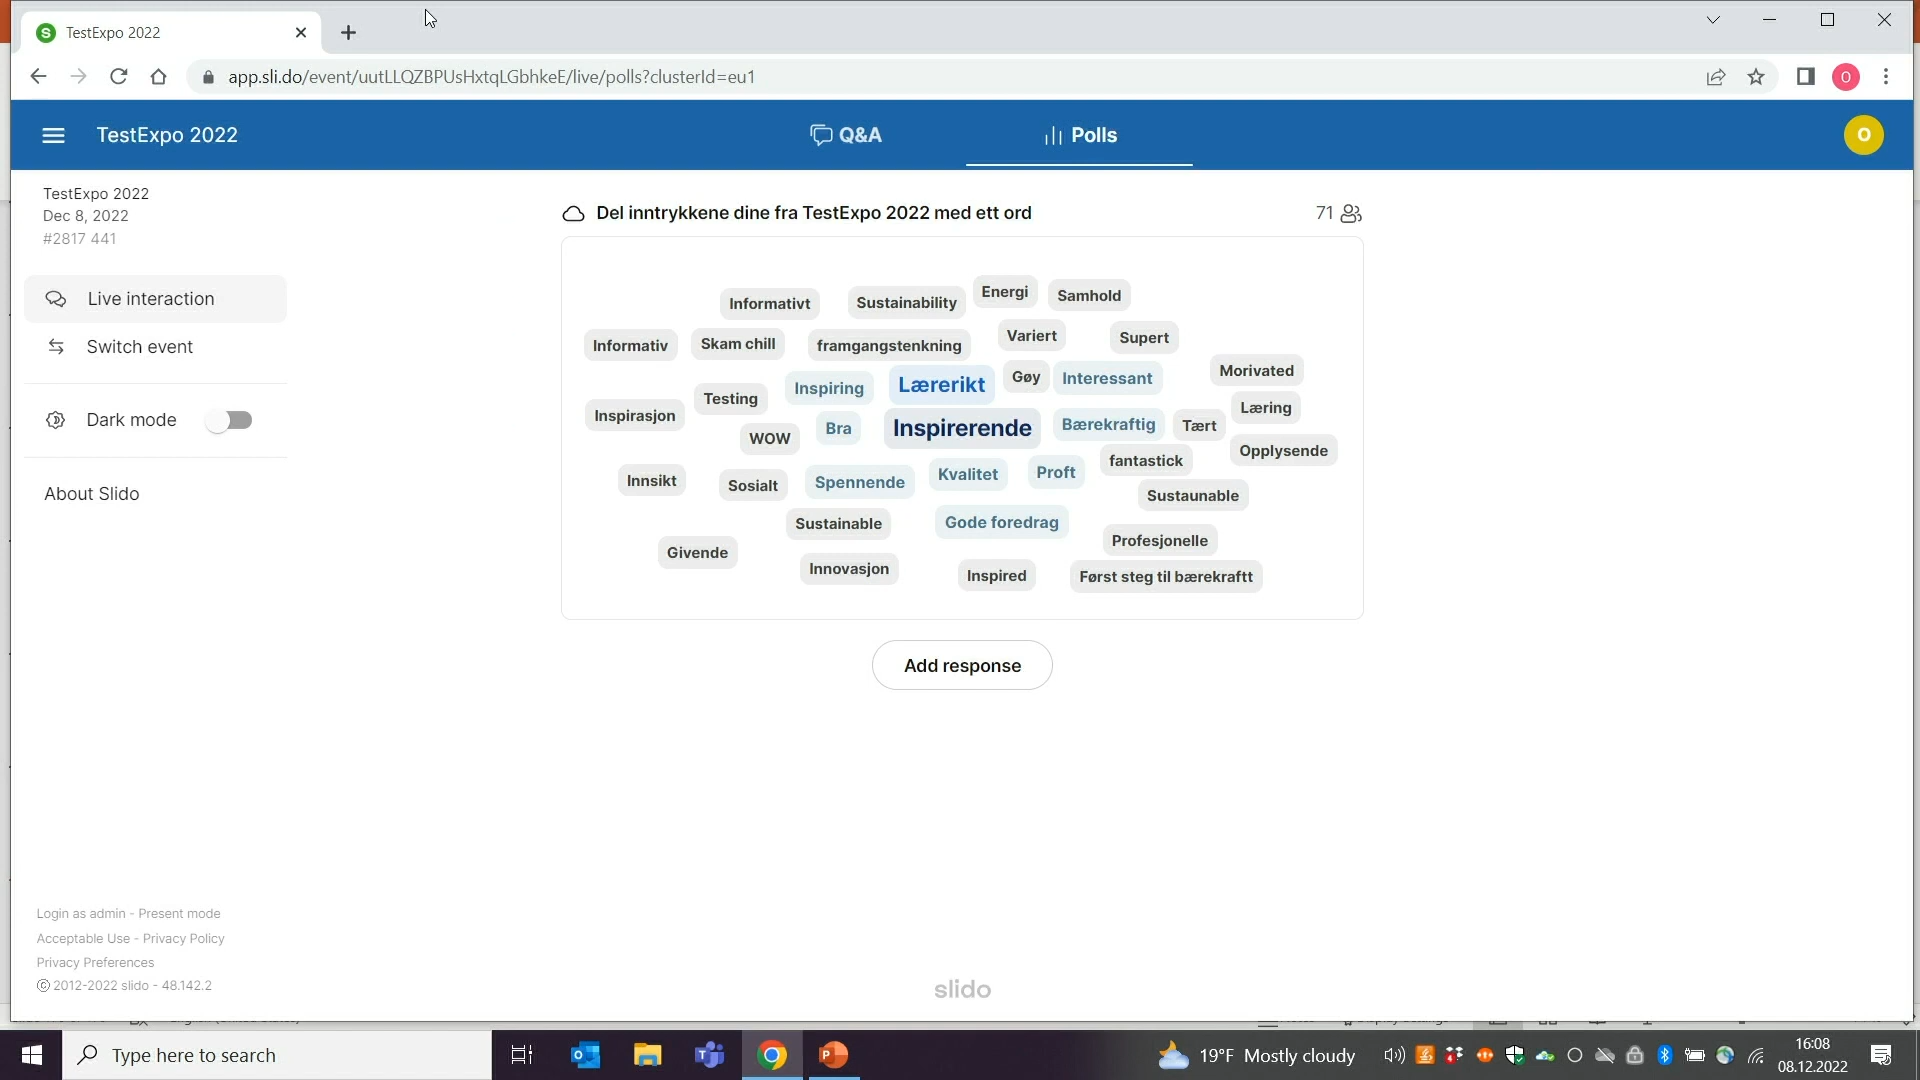 TestExpo 2022
app.sli.do/event/uutLLQZBPUsHxtqLGbhkeE/live/polls?clusterId=eu1
O
TestExpo 2022
Q&A
Polls
O
TestExpo 2022
Dec 8, 2022
#2817 441
Live interaction
Switch event
Dark mode
About Slido
Del inntrykkene dine fra TestExpo 2022 med ett ord
71
Informativt Sustainability Energi Samhold
Informativ Skam chill framgangstenkning Variert Supert
Inspiring Lærerikt Gøy Interessant Morivated
Inspirasjon Testing Læring
WOW Bra Inspirerende Bærekraftig Tært
Opplysende
fantastick
Innsikt Sosialt Spennende Kvalitet Proft
Sustaunable
Sustainable Gode foredrag
Givende Profesjonelle
Innovasjon Inspired Først steg til bærekraftt
Add response
Login as admin - Present mode
Acceptable Use - Privacy Policy
Privacy Preferences
© 2012-2022 slido - 48.142.2
slido
Type here to search
19°F Mostly cloudy
16:08
08.12.2022